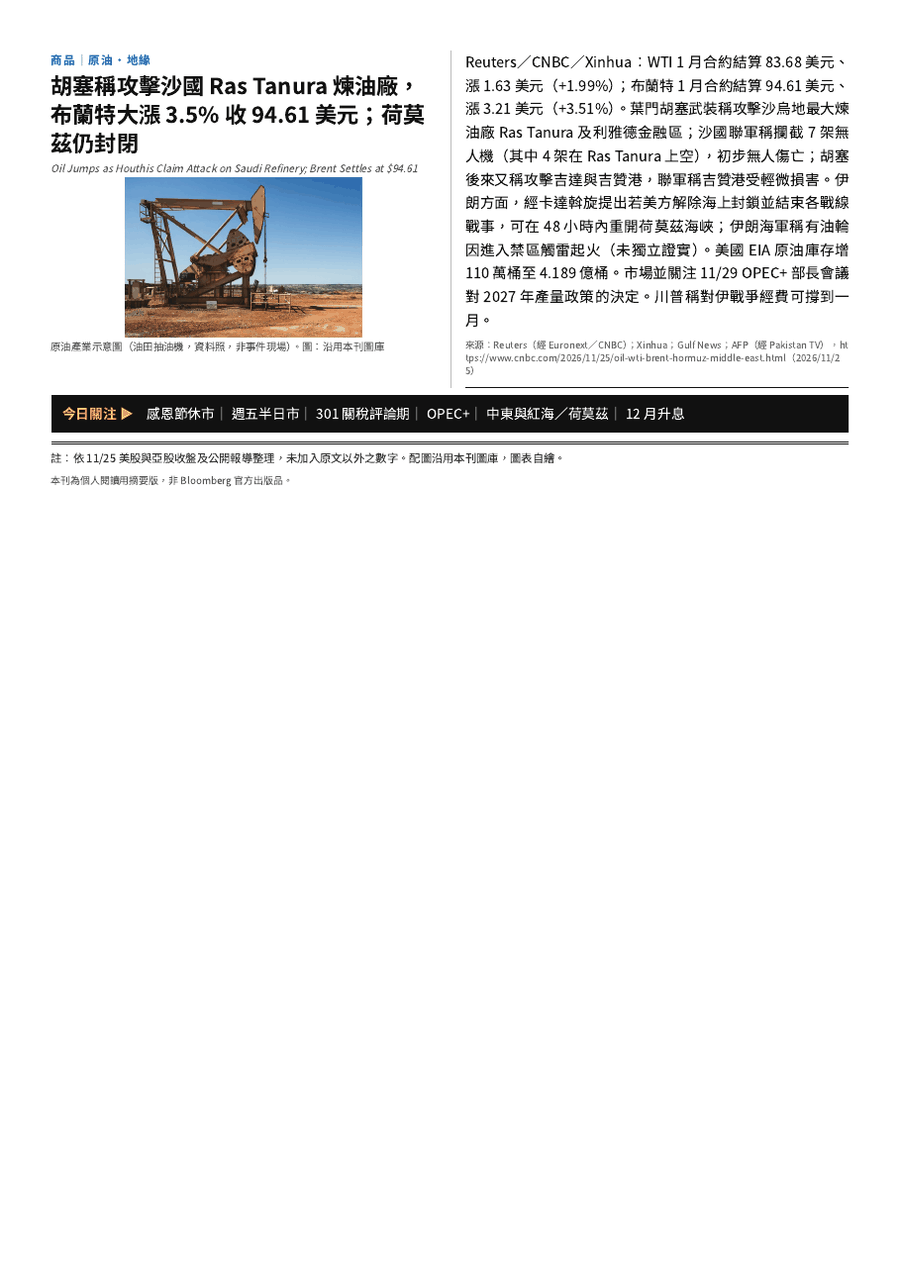 商品｜原油・地緣
胡塞稱攻擊沙國 Ras Tanura 煉油廠，
布蘭特大漲 3.5% 收 94.61 美元；荷莫
茲仍封閉
Oil Jumps as Houthis Claim Attack on Saudi Refinery; Brent Settles at $94.61
原油產業示意圖（油田抽油機，資料照，非事件現場）。圖：沿用本刊圖庫
Reuters／CNBC／Xinhua：WTI 1 月合約結算 83.68 美元、
漲 1.63 美元（+1.99%）；布蘭特 1 月合約結算 94.61 美元、
漲 3.21 美元（+3.51%）。葉門胡塞武裝稱攻擊沙烏地最大煉
油廠 Ras Tanura 及利雅德金融區；沙國聯軍稱攔截 7 架無
人機（其中 4 架在 Ras Tanura 上空），初步無人傷亡；胡塞
後來又稱攻擊吉達與吉贊港，聯軍稱吉贊港受輕微損害。伊
朗方面，經卡達斡旋提出若美方解除海上封鎖並結束各戰線
戰事，可在 48 小時內重開荷莫茲海峽；伊朗海軍稱有油輪
因進入禁區觸雷起火（未獨立證實）。美國 EIA 原油庫存增
110 萬桶至 4.189 億桶。市場並關注 11/29 OPEC+ 部長會議
對 2027 年產量政策的決定。川普稱對伊戰爭經費可撐到一
月。
來源：Reuters（經 Euronext／CNBC）；Xinhua；Gulf News；AFP（經 Pakistan TV），ht
tps://www.cnbc.com/2026/11/25/oil-wti-brent-hormuz-middle-east.html（2026/11/2
5）
今日關注 ▶ 感恩節休市｜週五半日市｜301 關稅評論期｜OPEC+｜中東與紅海／荷莫茲｜12 月升息
註：依 11/25 美股與亞股收盤及公開報導整理，未加入原文以外之數字。配圖沿用本刊圖庫，圖表自繪。
本刊為個人閱讀用摘要版，非 Bloomberg 官方出版品。